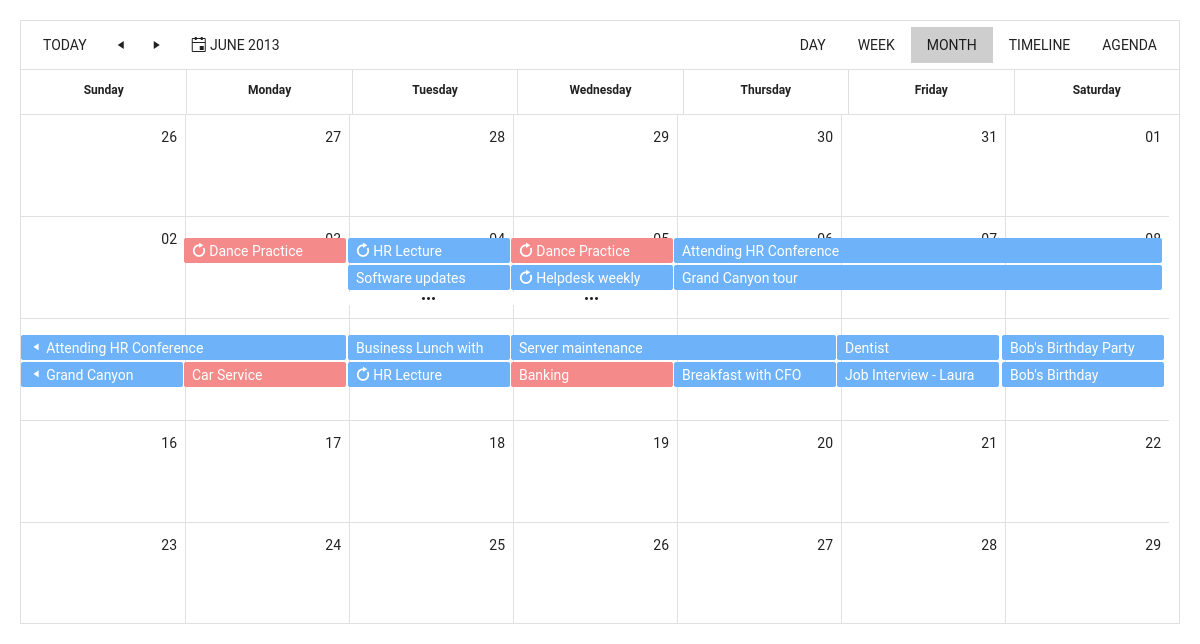 TODAY JUNE 2013 DAY WEEK MONTH TIMELINE AGENDA
Sunday Monday Tuesday Wednesday Thursday Friday Saturday
26 27 28 29 30 31 01
02 03 04 05 06 07 08
Dance Practice HR Lecture Dance Practice Attending HR Conference
Software updates Helpdesk weekly Grand Canyon tour
... ...
Attending HR Conference Business Lunch with Server maintenance Dentist Bob's Birthday Party
Grand Canyon Car Service HR Lecture Banking Breakfast with CFO Job Interview - Laura Bob's Birthday
16 17 18 19 20 21 22
23 24 25 26 27 28 29